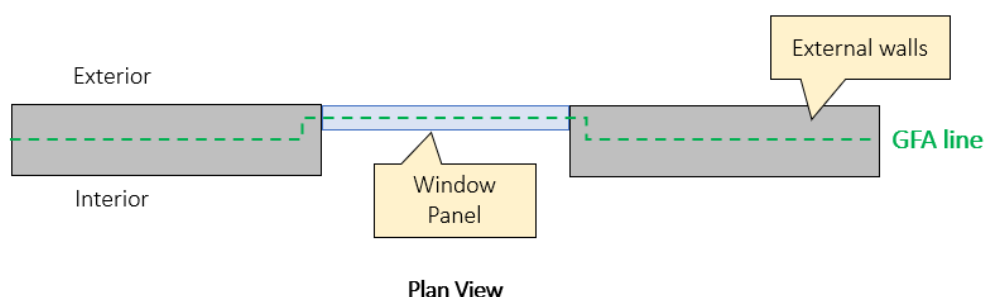 External walls
Exterior
GFA line
Interior
Window
Panel
Plan View